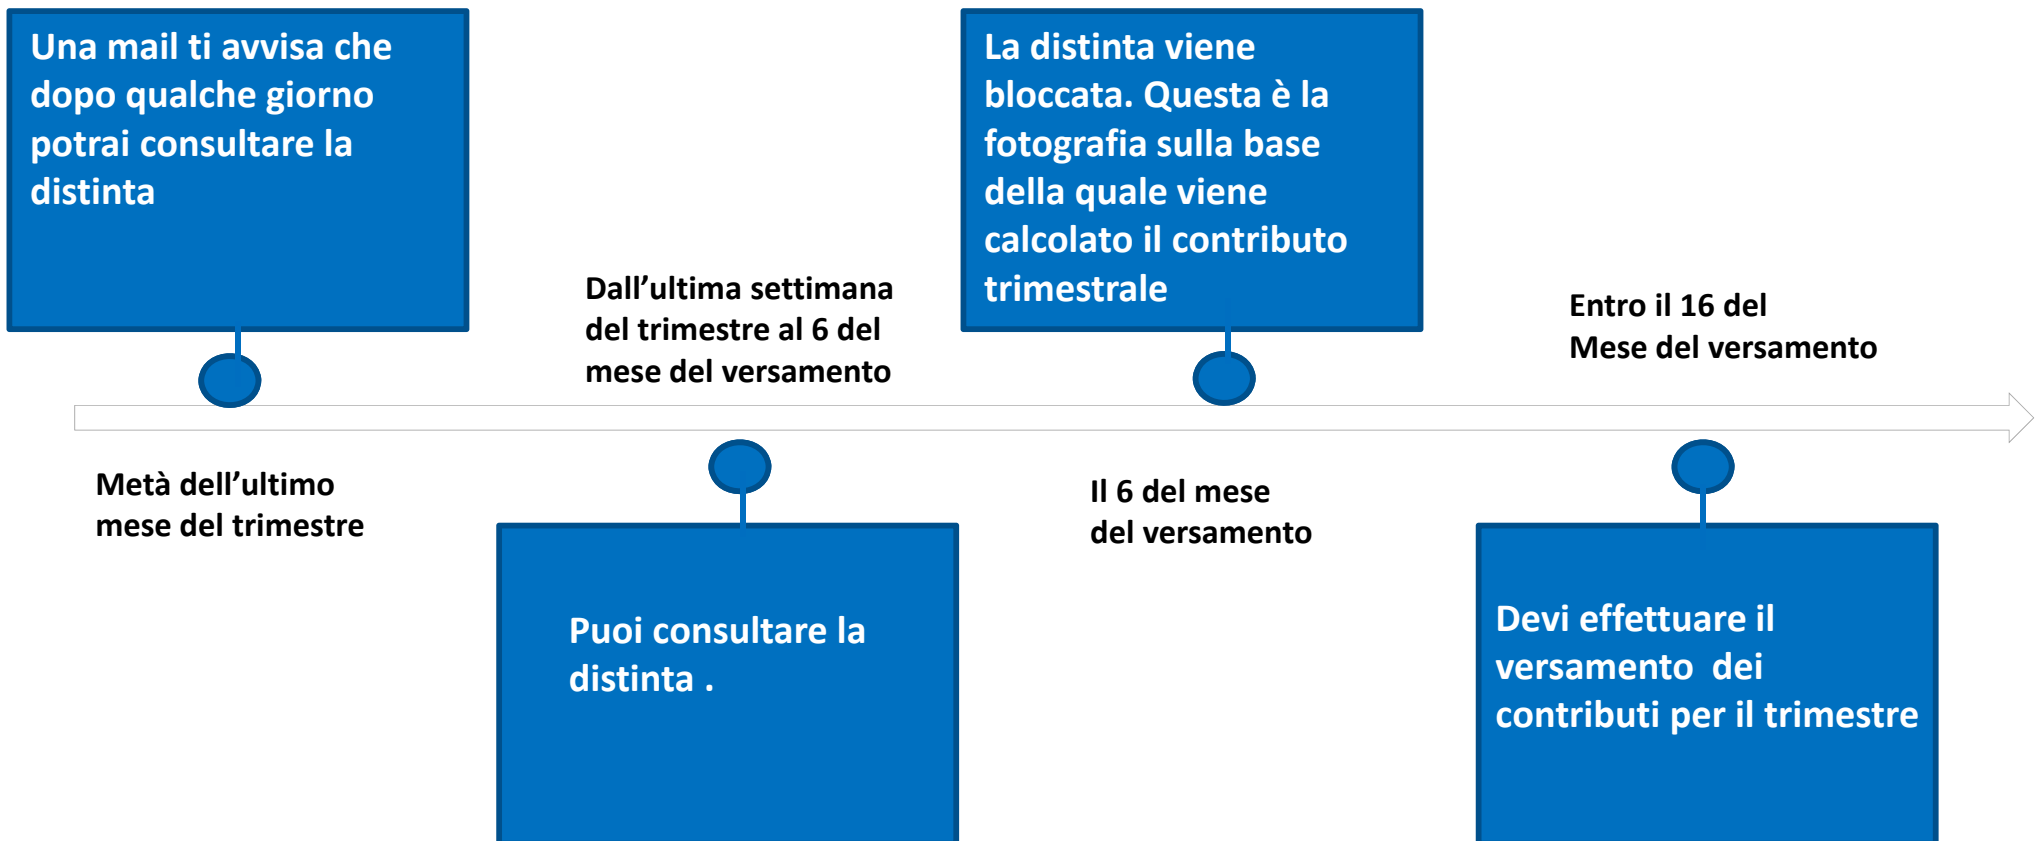 Una mail ti avvisa che
dopo qualche giorno
potrai consultare la
distinta
Metà dell’ultimo
mese del trimestre
Dall’ultima settimana
del trimestre al 6 del
mese del versamento
Puoi consultare la
distinta .
La distinta viene
bloccata. Questa è la
fotografia sulla base
della quale viene
calcolato il contributo
trimestrale
Il 6 del mese
del versamento
Entro il 16 del
Mese del versamento
Devi effettuare il
versamento  dei
contributi per il trimestre